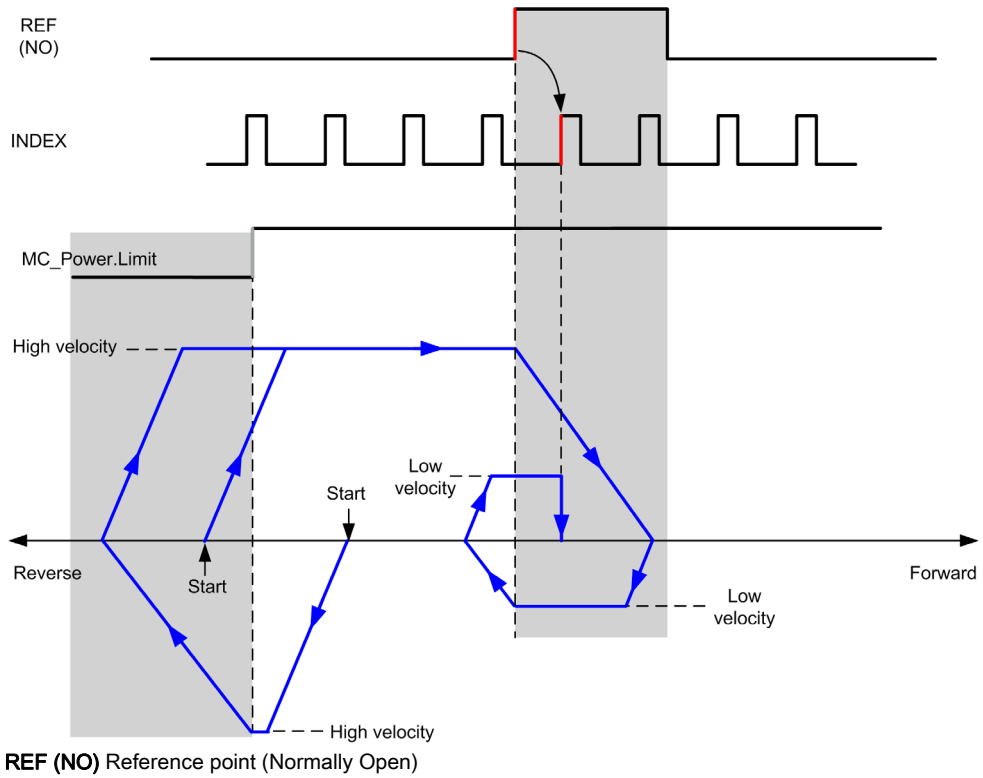 REF
(NO)
INDEX
MC_Power.Limit
High velocity
Low
velocity
Start
Reverse
Start
Forward
Low
velocity
High velocity
REF (NO) Reference point (Normally Open)